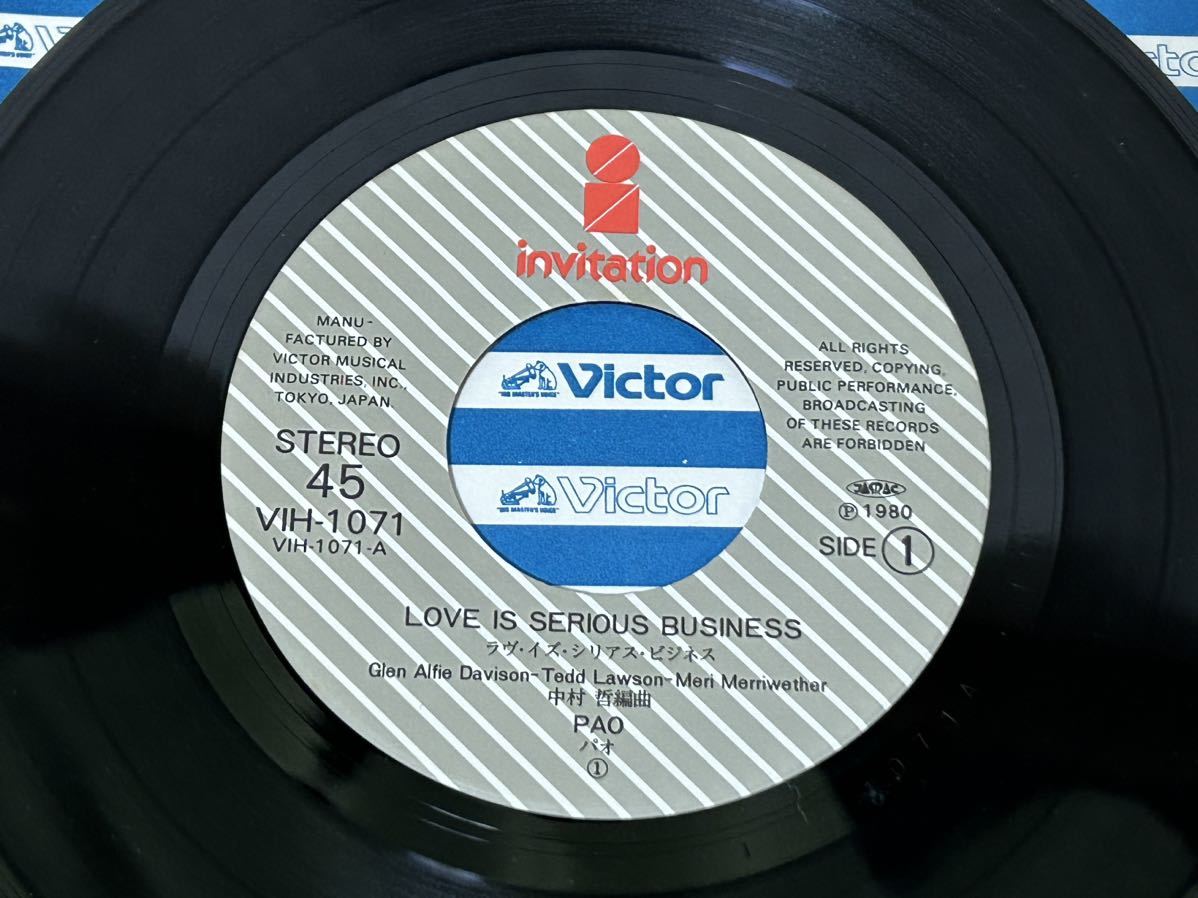 Victor
Victor
invitation
MANU-
FACTURED BY
VICTOR MUSICAL
INDUSTRIES, INC.,
TOKYO, JAPAN.
STEREO
45
VIH-1071
VIH-1071-A
"HIS MASTER'S VOICE" Victor
"HIS MASTER'S VOICE" Victor
ALL RIGHTS
RESERVED. COPYING,
PUBLIC PERFORMANCE,
BROADCASTING
OF THESE RECORDS
ARE FORBIDDEN
JASRAC
Ⓟ 1980
SIDE ①
LOVE IS SERIOUS BUSINESS
ラヴ・イズ・シリアス・ビジネス
Glen Alfie Davison-Tedd Lawson-Meri Merriwether
中村 哲編曲
PAO
パオ
①